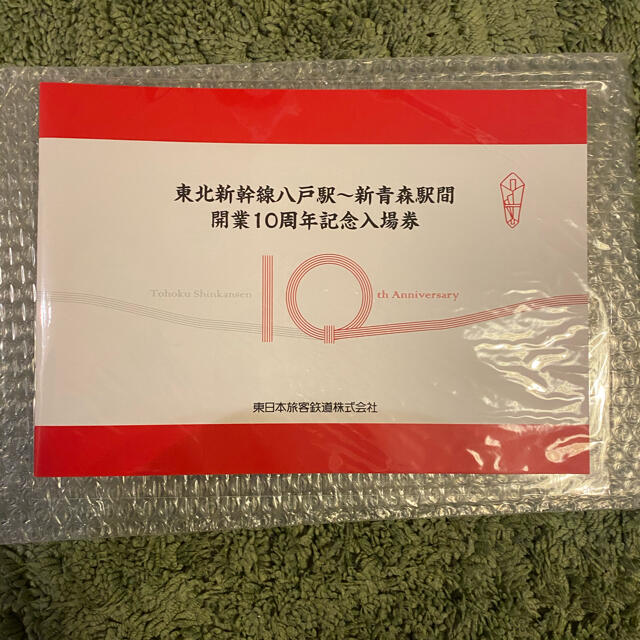 東北新幹線八戸駅～新青森駅間
開業10周年記念入場券
Tohoku Shinkansen 10th Anniversary
東日本旅客鉄道株式会社